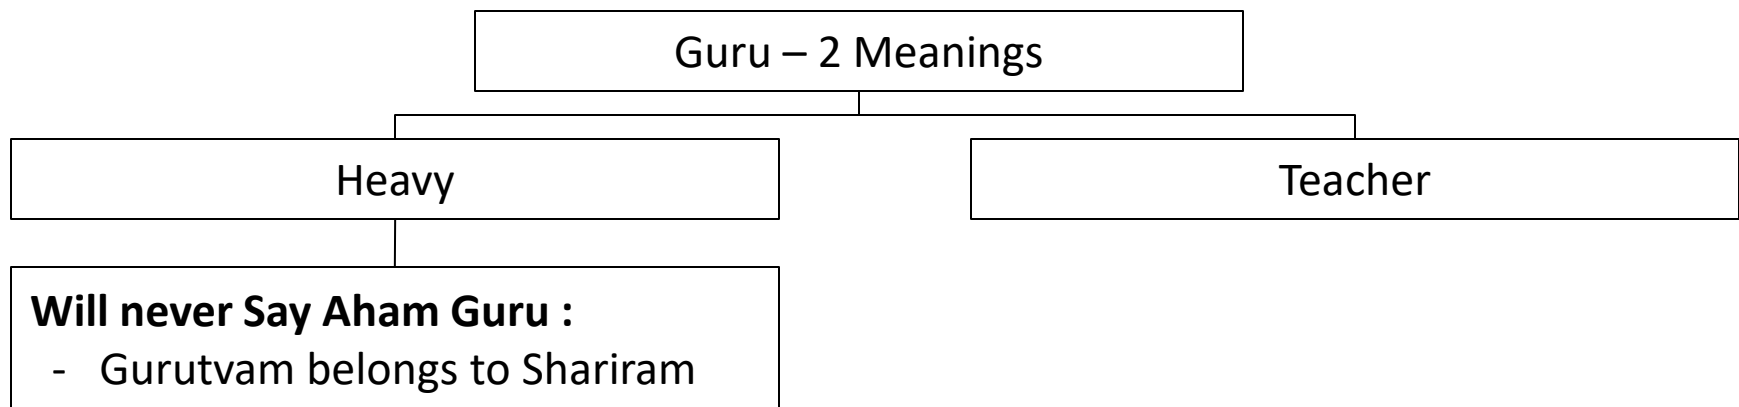 Guru – 2 Meanings
Heavy
Teacher
Will never Say Aham Guru :
- Gurutvam belongs to Shariram